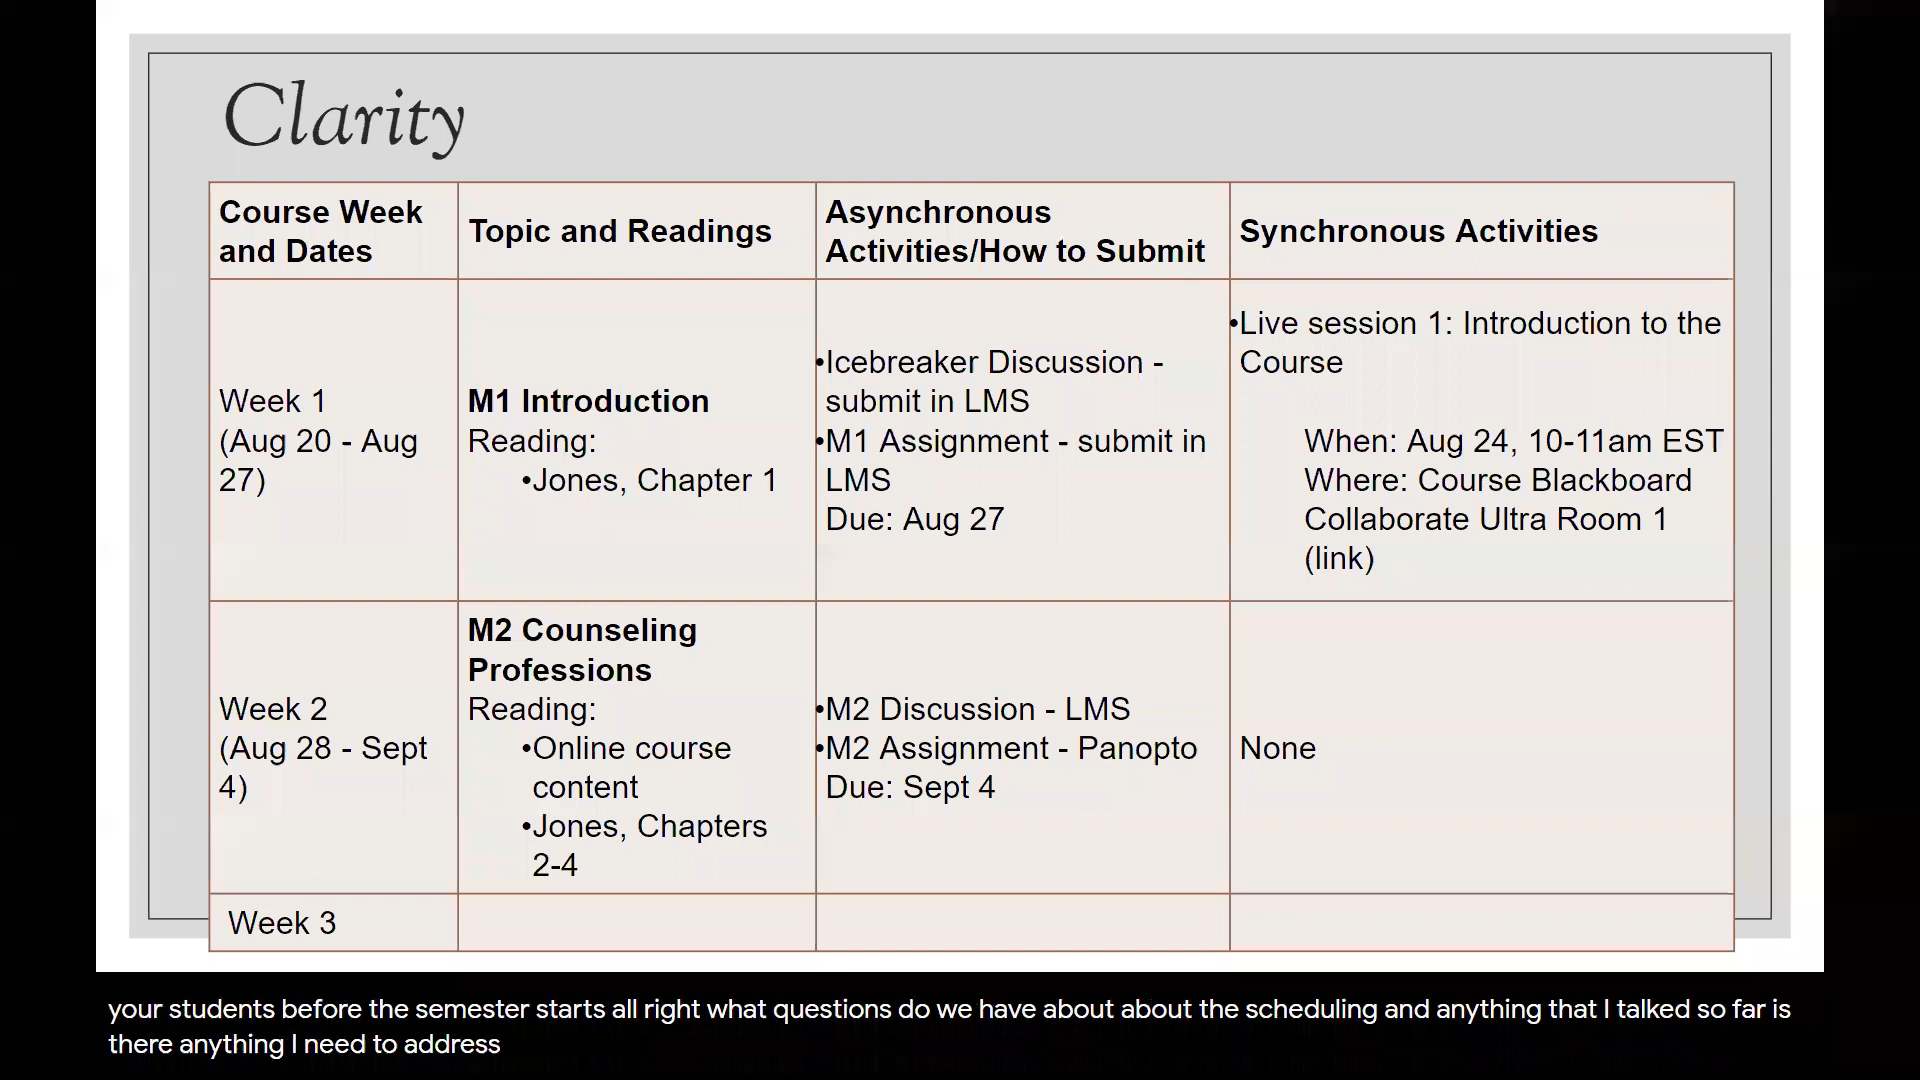 Clarity
Course Week
and Dates
Topic and Readings
Asynchronous
Activities/How to Submit
Synchronous Activities
Week 1
(Aug 20 - Aug
27)
M1 Introduction
Reading:
•Jones, Chapter 1
•Icebreaker Discussion -
submit in LMS
•M1 Assignment - submit in
LMS
Due: Aug 27
•Live session 1: Introduction to the
Course
When: Aug 24, 10-11am EST
Where: Course Blackboard
Collaborate Ultra Room 1
(link)
Week 2
(Aug 28 - Sept
4)
M2 Counseling
Professions
Reading:
•Online course
content
•Jones, Chapters
2-4
•M2 Discussion - LMS
•M2 Assignment - Panopto
Due: Sept 4
None
Week 3
your students before the semester starts all right what questions do we have about about the scheduling and anything that I talked so far is
there anything I need to address